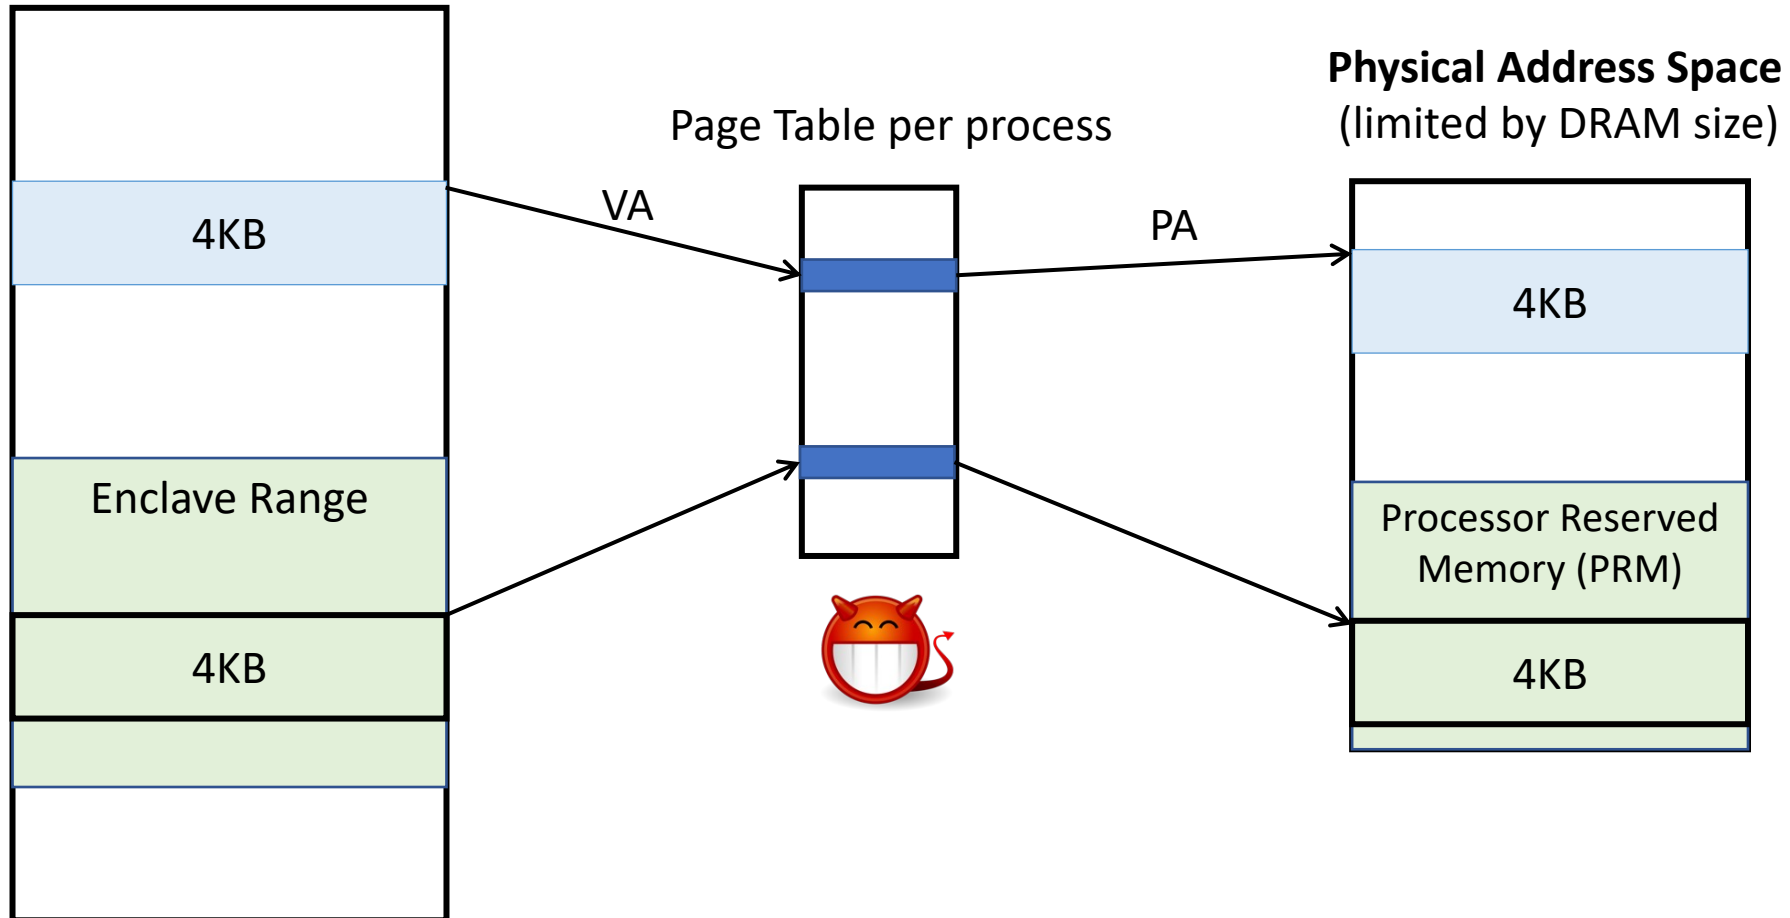 Physical Address Space
(limited by DRAM size)
Page Table per process
VA
PA
4KB
4KB
Enclave Range
Processor Reserved
Memory (PRM)
4KB
4KB